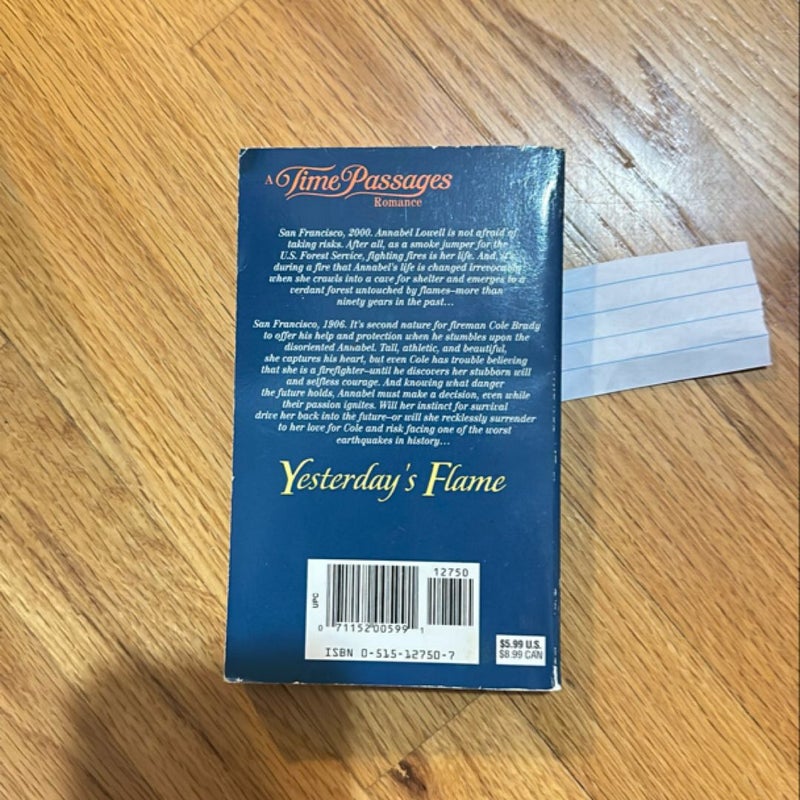 A Time Passages
Romance
San Francisco, 2000. Annabel Lowell is not afraid of
taking risks. After all, as a smoke jumper for the
U.S. Forest Service, fighting fires is her life. And, it's
during a fire that Annabel's life is changed irrevocably
when she crawls into a cave for shelter and emerges to a
verdant forest untouched by flames–more than
ninety years in the past...
San Francisco, 1906. It's second nature for fireman Cole Brady
to offer his help and protection when he stumbles upon the
disoriented Annabel. Tall, athletic, and beautiful,
she captures his heart, but even Cole has trouble believing
that she is a firefighter–until he discovers her stubborn will
and selfless courage. And knowing what danger
the future holds, Annabel must make a decision, even while
their passion ignites. Will her instinct for survival
drive her back into the future–or will she recklessly surrender
to her love for Cole and risk facing one of the worst
earthquakes in history...
Yesterday's Flame
12750
UPC
0 71152 00599 1
ISBN 0-515-12750-7
$5.99 U.S.
$8.99 CAN